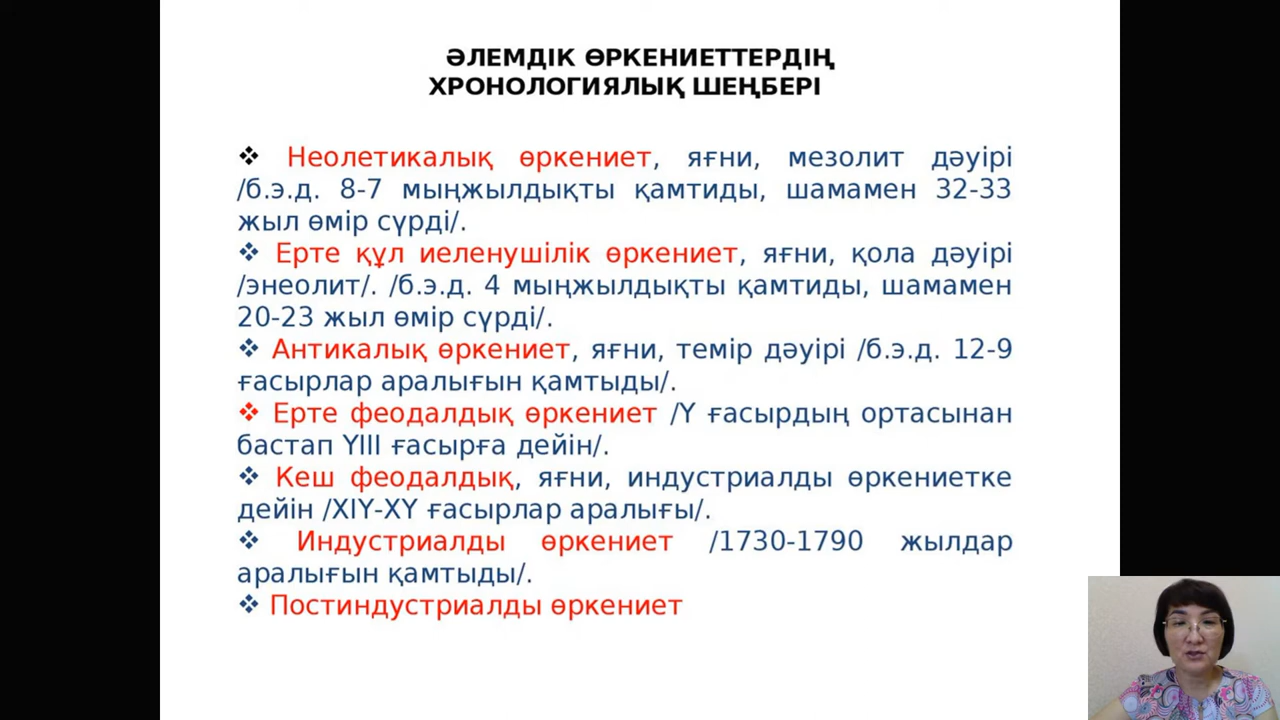 ӘЛЕМДІК ӨРКЕНИЕТТЕРДІҢ
ХРОНОЛОГИЯЛЫҚ ШЕҢБЕРІ
❖ Неолетикалық өркениет, яғни, мезолит дәуірі
/б.э.д. 8-7 мыңжылдықты қамтиды, шамамен 32-33
жыл өмір сүрді/.
❖ Ерте құл иеленушілік өркениет, яғни, қола дәуірі
/энеолит/. /б.э.д. 4 мыңжылдықты қамтиды, шамамен
20-23 жыл өмір сүрді/.
❖ Антикалық өркениет, яғни, темір дәуірі /б.э.д. 12-9
ғасырлар аралығын қамтыды/.
❖ Ерте феодалдық өркениет /Y ғасырдың ортасынан
бастап YIII ғасырға дейін/.
❖ Кеш феодалдық, яғни, индустриалды өркениетке
дейін /XIY-XY ғасырлар аралығы/.
❖ Индустриалды өркениет /1730-1790 жылдар
аралығын қамтыды/.
❖ Постиндустриалды өркениет